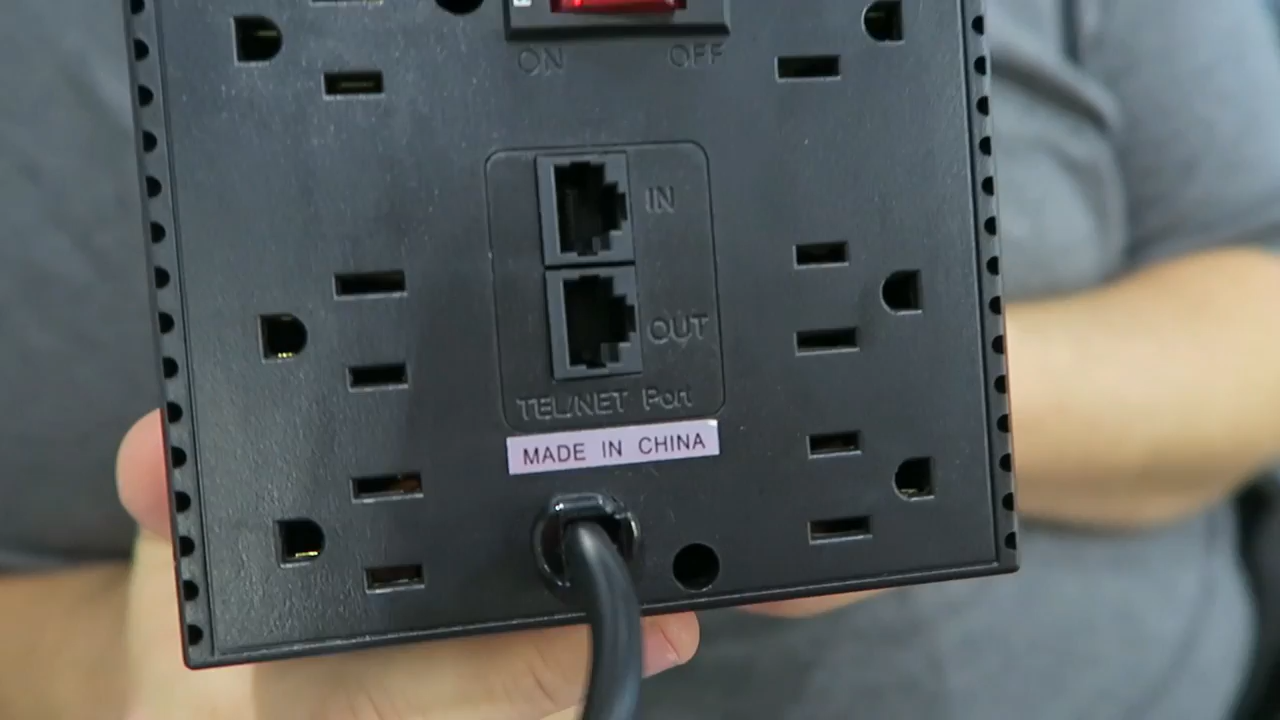 ON OFF
IN
OUT
TEL/NET Port
MADE IN CHINA